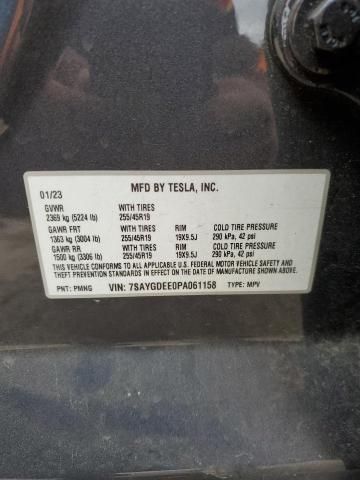 MFD BY TESLA, INC.
01/23
GVWR WITH TIRES
2369 kg (5224 lb) 255/45R19
GAWR FRT WITH TIRES RIM COLD TIRE PRESSURE
1363 kg (3004 lb) 255/45R19 19X9.5J 290 kPa, 42 psi
GAWR RR WITH TIRES RIM COLD TIRE PRESSURE
1500 kg (3306 lb) 255/45R19 19X9.5J 290 kPa, 42 psi
THIS VEHICLE CONFORMS TO ALL APPLICABLE U.S. FEDERAL MOTOR VEHICLE SAFETY AND
THEFT PREVENTION STANDARDS IN EFFECT ON THE DATE OF MANUFACTURE SHOWN ABOVE.
PNT: PMNG VIN: 7SAYGDEE0PA061158 TYPE: MPV